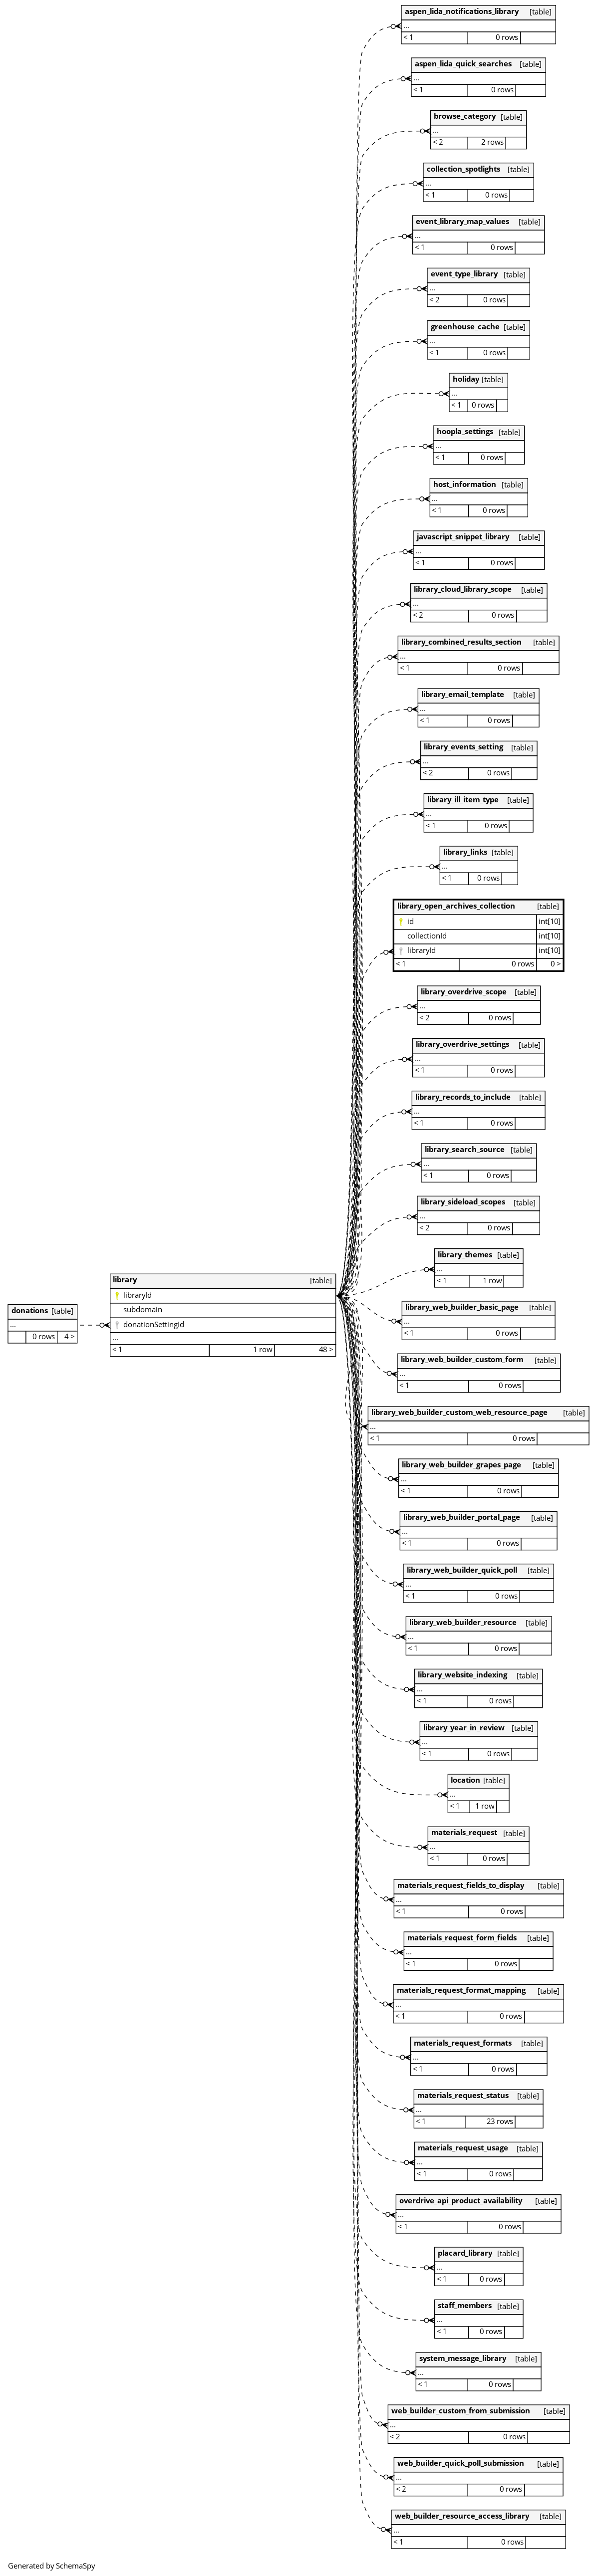 aspen_lida_notifications_library [table]
...
< 1 0 rows
aspen_lida_quick_searches [table]
...
< 1 0 rows
browse_category [table]
...
< 2 2 rows
collection_spotlights [table]
...
< 1 0 rows
event_library_map_values [table]
...
< 1 0 rows
event_type_library [table]
...
< 2 0 rows
greenhouse_cache [table]
...
< 1 0 rows
holiday [table]
...
< 1 0 rows
hoopla_settings [table]
...
< 1 0 rows
host_information [table]
...
< 1 0 rows
javascript_snippet_library [table]
...
< 1 0 rows
library_cloud_library_scope [table]
...
< 2 0 rows
library_combined_results_section [table]
...
< 1 0 rows
library_email_template [table]
...
< 1 0 rows
library_events_setting [table]
...
< 2 0 rows
library_ill_item_type [table]
...
< 1 0 rows
library_links [table]
...
< 1 0 rows
library_open_archives_collection [table]
id int[10]
collectionId int[10]
libraryId int[10]
< 1 0 rows 0 >
library_overdrive_scope [table]
...
< 2 0 rows
library_overdrive_settings [table]
...
< 1 0 rows
library_records_to_include [table]
...
< 1 0 rows
library_search_source [table]
...
< 1 0 rows
library_sideload_scopes [table]
...
< 2 0 rows
library_themes [table]
...
< 1 1 row
donations [table]
...
0 rows 4 >
library [table]
libraryId
subdomain
donationSettingId
...
< 1 1 row 48 >
library_web_builder_basic_page [table]
...
< 1 0 rows
library_web_builder_custom_form [table]
...
< 1 0 rows
library_web_builder_custom_web_resource_page [table]
...
< 1 0 rows
library_web_builder_grapes_page [table]
...
< 1 0 rows
library_web_builder_portal_page [table]
...
< 1 0 rows
library_web_builder_quick_poll [table]
...
< 1 0 rows
library_web_builder_resource [table]
...
< 1 0 rows
library_website_indexing [table]
...
< 1 0 rows
library_year_in_review [table]
...
< 1 0 rows
location [table]
...
< 1 1 row
materials_request [table]
...
< 1 0 rows
materials_request_fields_to_display [table]
...
< 1 0 rows
materials_request_form_fields [table]
...
< 1 0 rows
materials_request_format_mapping [table]
...
< 1 0 rows
materials_request_formats [table]
...
< 1 0 rows
materials_request_status [table]
...
< 1 23 rows
materials_request_usage [table]
...
< 1 0 rows
overdrive_api_product_availability [table]
...
< 1 0 rows
placard_library [table]
...
< 1 0 rows
staff_members [table]
...
< 1 0 rows
system_message_library [table]
...
< 1 0 rows
web_builder_custom_from_submission [table]
...
< 2 0 rows
web_builder_quick_poll_submission [table]
...
< 2 0 rows
web_builder_resource_access_library [table]
...
< 1 0 rows
Generated by SchemaSpy